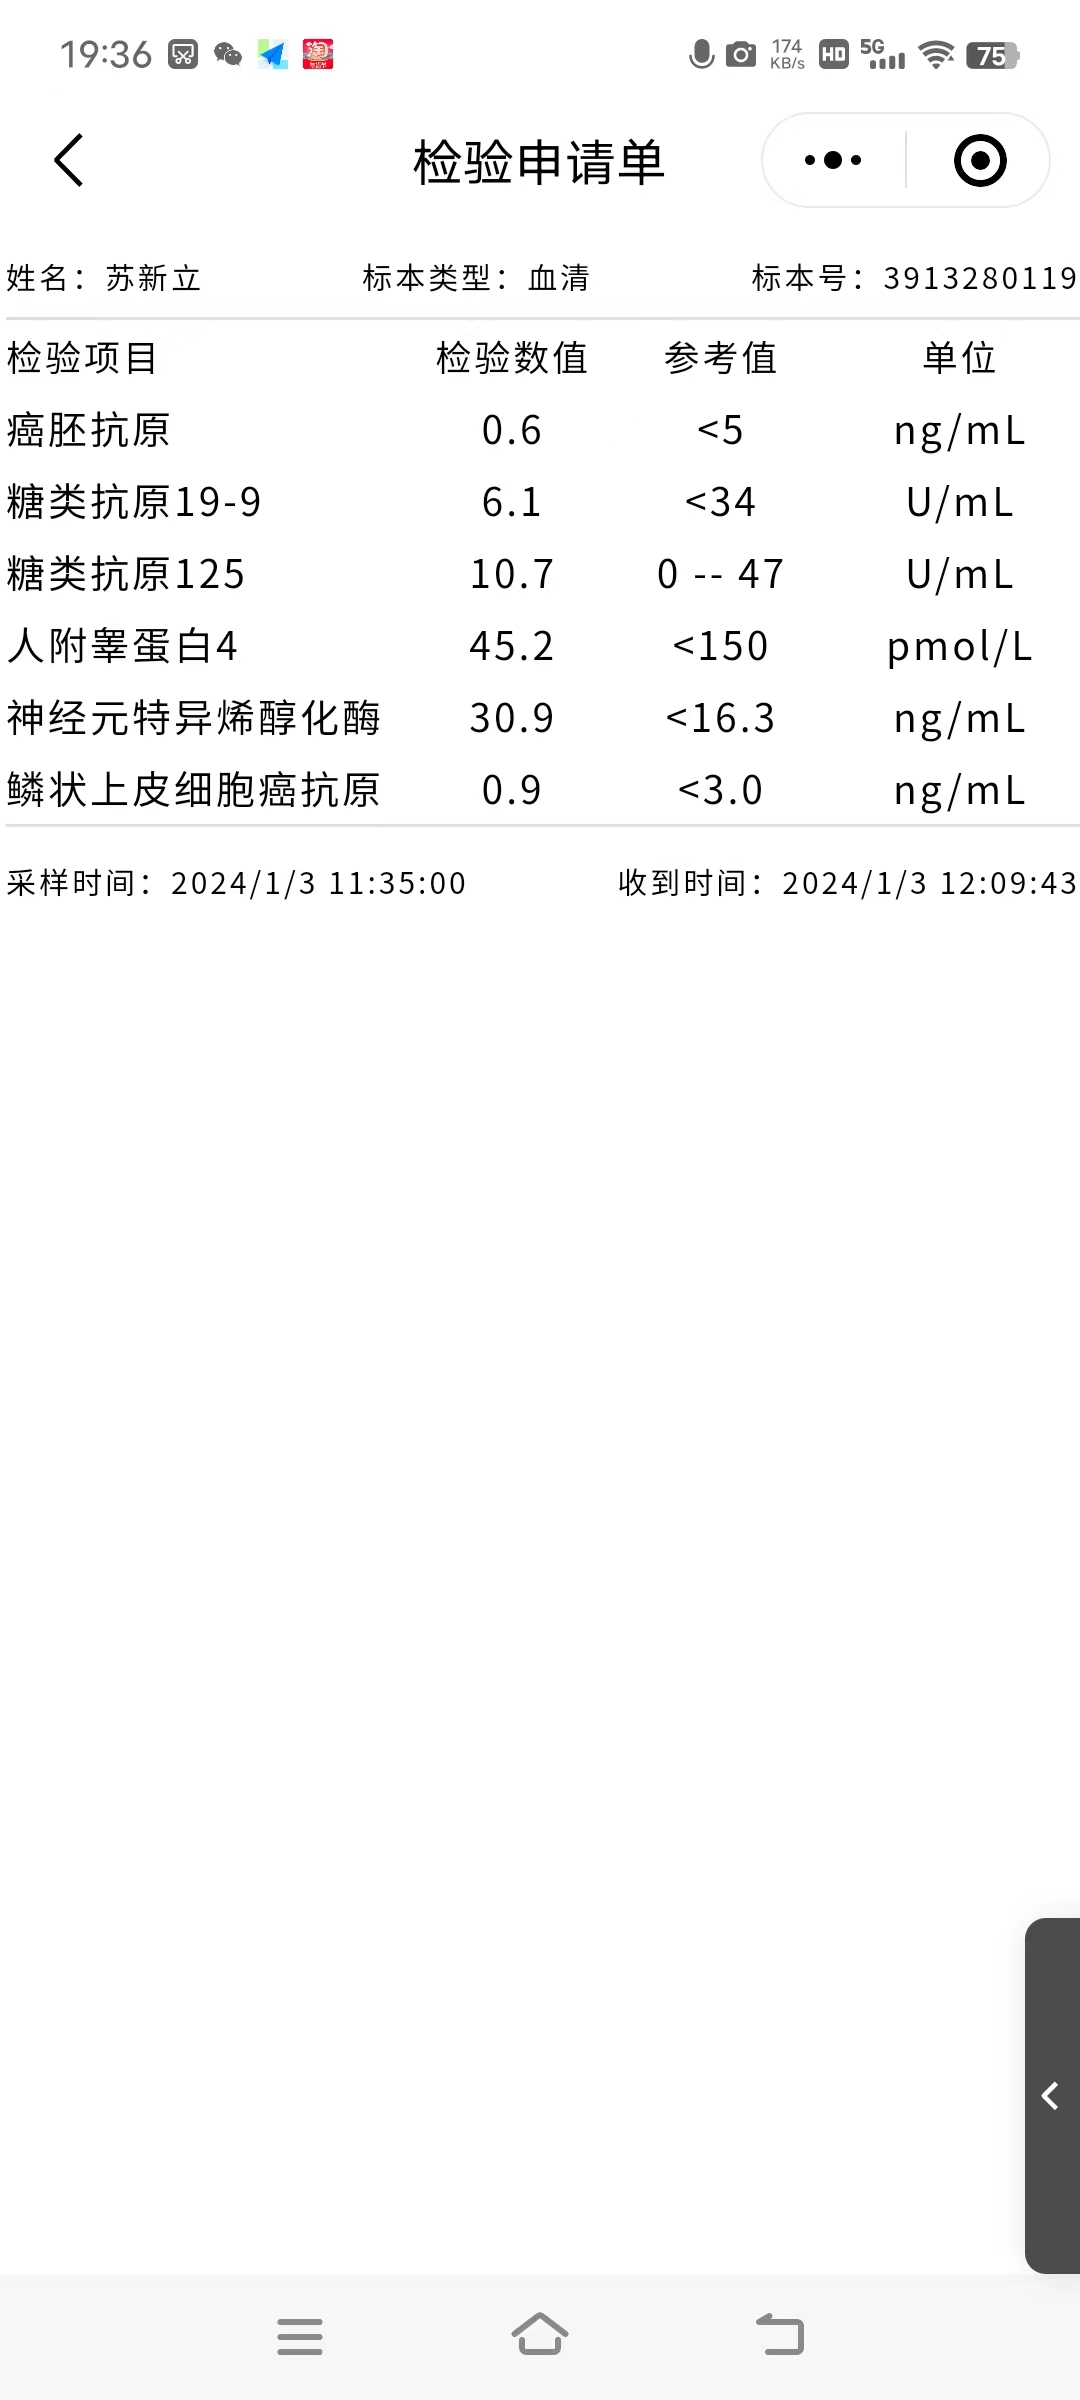 19:36 淘 174 KB/s HD 5G 75
检验申请单
姓名：苏新立 标本类型：血清 标本号：3913280119
检验项目 检验数值 参考值 单位
癌胚抗原 0.6 <5 ng/mL
糖类抗原19-9 6.1 <34 U/mL
糖类抗原125 10.7 0 -- 47 U/mL
人附睾蛋白4 45.2 <150 pmol/L
神经元特异烯醇化酶 30.9 <16.3 ng/mL
鳞状上皮细胞癌抗原 0.9 <3.0 ng/mL
采样时间：2024/1/3 11:35:00 收到时间：2024/1/3 12:09:43